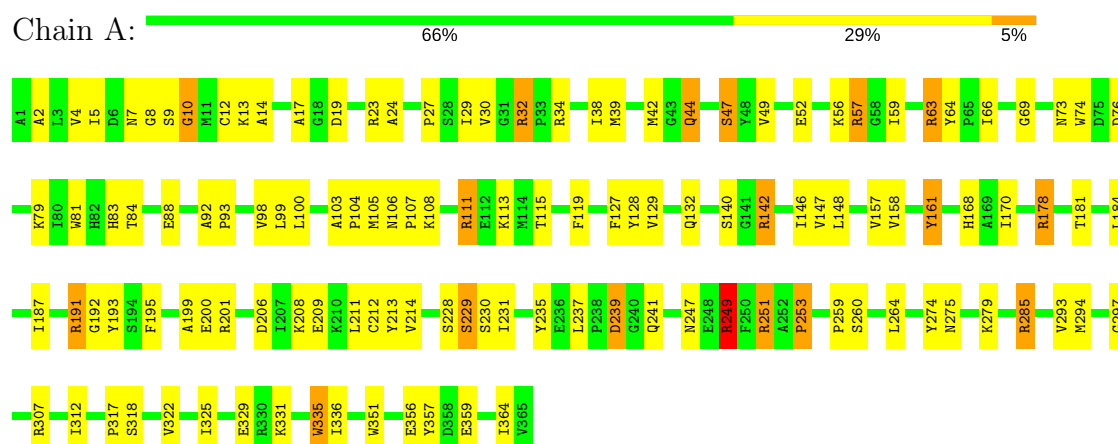 Chain A:
66% 29% 5%
A1 A2 L3 V4 I5 D6 N7 G8 S9 G10 M11 C12 K13 A14 A17 G18 D19 R23 A24 P27 S28 I29 V30 G31 R32 P33 R34 I38 M39 M42 G43 Q44 S47 Y48 V49 E52 K56 R57 G58 I59 R63 Y64 P65 I66 G69 N73 W74 D75 D76
K79 I80 W81 H82 H83 T84 E88 A92 P93 V98 L99 L100 A103 P104 M105 N106 P107 K108 R111 E112 K113 M114 T115 F119 F127 Y128 V129 Q132 S140 G141 R142 I146 V147 L148 V157 V158 Y161 H168 A169 I170 R178 T181 I184
I187 R191 G192 Y193 S194 F195 A199 E200 R201 D206 I207 K208 E209 K210 L211 C212 Y213 V214 S228 S229 S230 I231 Y235 E236 L237 P238 D239 G240 Q241 N247 E248 R249 F250 R251 A252 P253 P259 S260 L264 Y274 N275 K279 R285 V293 M294 G297
R307 I312 P317 S318 V322 I325 E329 R330 K331 W335 I336 W351 E356 Y357 D358 E359 I364 V365